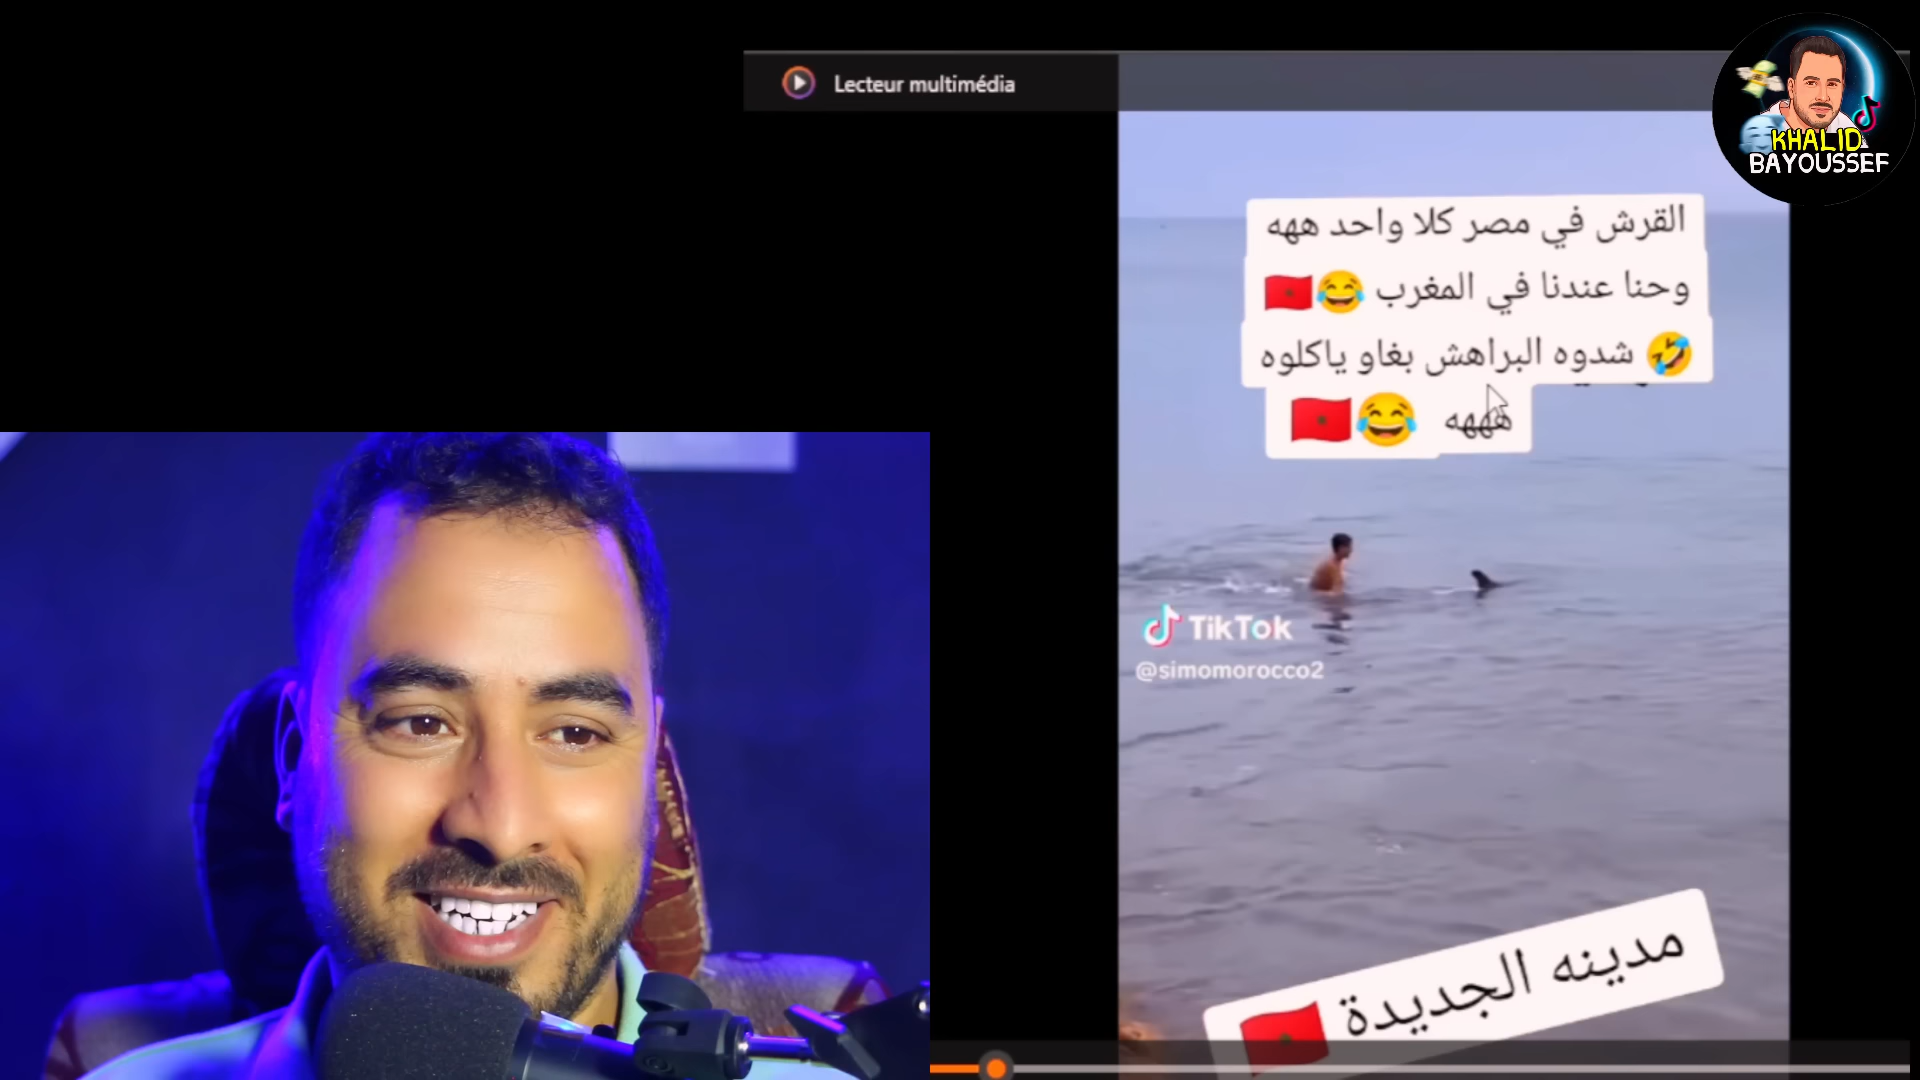 Lecteur multimédia
KHALID
BAYOUSSEF
القرش في مصر كلا واحد ههه
وحنا عندنا في المغرب 😂🇲🇦
🤣 شدوه البراهش بغاو ياكلوه
هههه 😂🇲🇦
TikTok
@simomorocco2
مدينه الجديدة 🇲🇦